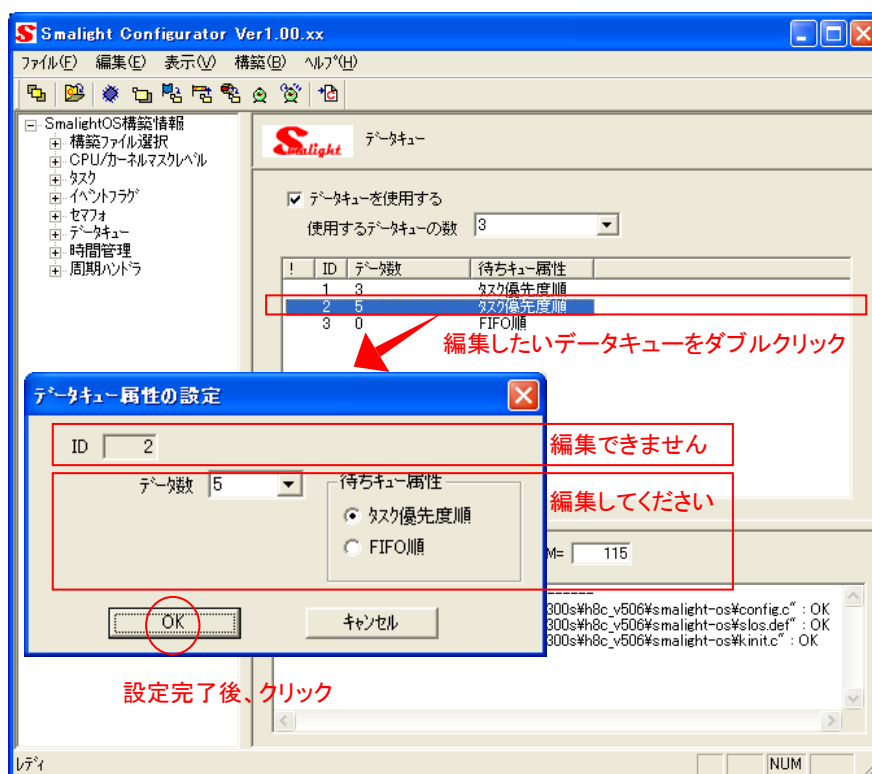 Smalight Configurator Ver1.00.xx
ファイル(F) 編集(E) 表示(V) 構築(B) ヘルプ(H)
SmalightOS構築情報
構築ファイル選択
CPU/カーネルマスクレベル
タスク
イベントフラグ
セマフォ
データキュー
時間管理
周期ハンドラ
Smalight データキュー
データキューを使用する
使用するデータキューの数 3
! ID データ数 待ちキュー属性
1 3 タスク優先度順
2 5 タスク優先度順
3 0 FIFO順
編集したいデータキューをダブルクリック
データキュー属性の設定
ID 2
編集できません
データ数 5
待ちキュー属性
タスク優先度順
FIFO順
編集してください
OK キャンセル
設定完了後、クリック
M= 115
------
300s¥h8c_v506¥smalight-os¥config.c" : OK
300s¥h8c_v506¥smalight-os¥slos.def" : OK
300s¥h8c_v506¥smalight-os¥kinit.c" : OK
レディ NUM